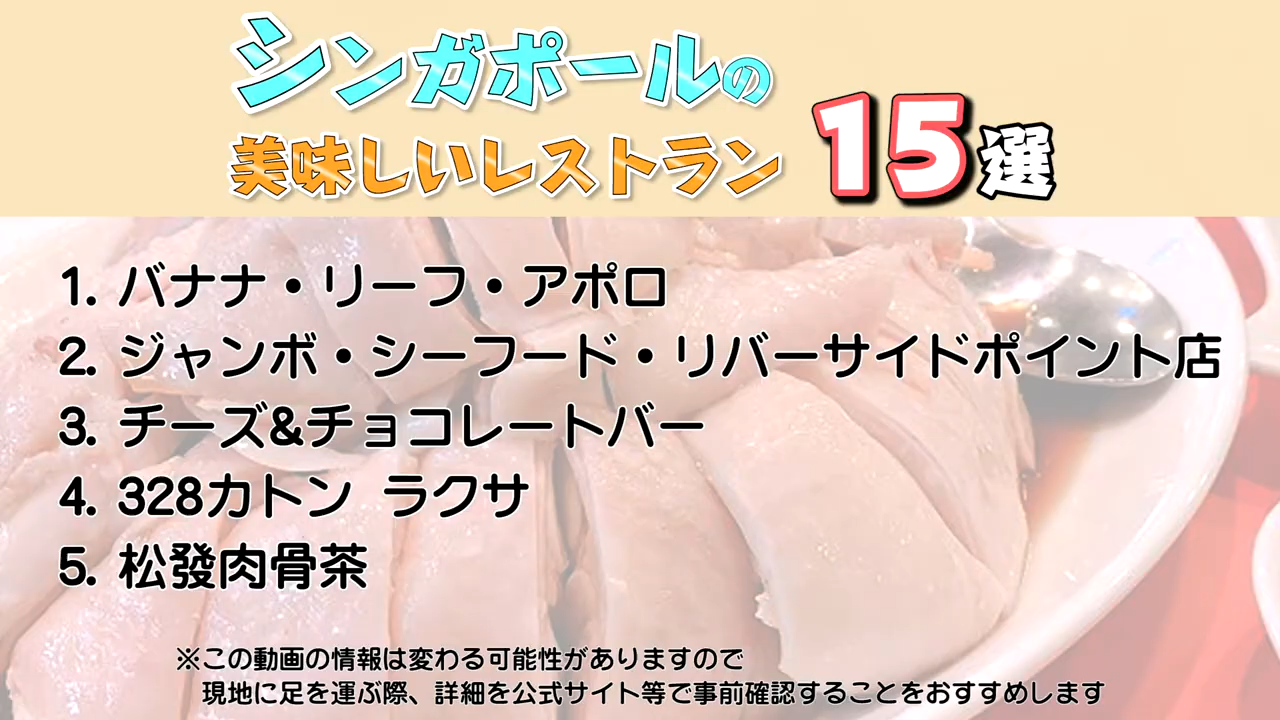 シンガポールの
美味しいレストラン 15選
1. バナナ・リーフ・アポロ
2. ジャンボ・シーフード・リバーサイドポイント店
3. チーズ&チョコレートバー
4. 328カトン ラクサ
5. 松發肉骨茶
※この動画の情報は変わる可能性がありますので
現地に足を運ぶ際、詳細を公式サイト等で事前確認することをおすすめします